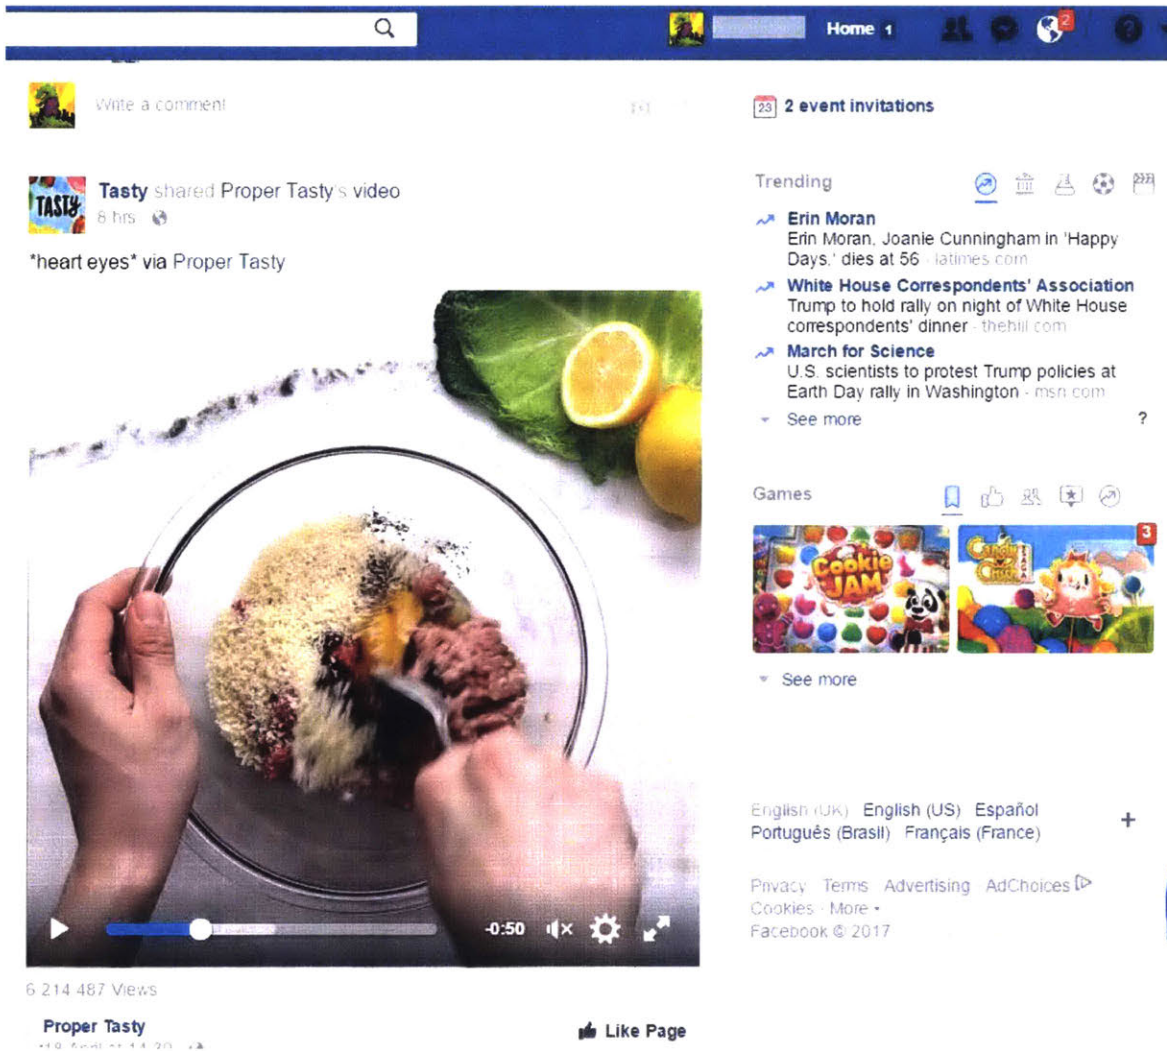 Home 1
2
?
Write a comment
23 2 event invitations
TASTY
Tasty shared Proper Tasty's video
8 hrs
*heart eyes* via Proper Tasty
-0:50
6 214 487 Views
Proper Tasty
Like Page
Trending
Erin Moran
Erin Moran, Joanie Cunningham in 'Happy
Days,' dies at 56 - latimes.com
White House Correspondents' Association
Trump to hold rally on night of White House
correspondents' dinner - thehill.com
March for Science
U.S. scientists to protest Trump policies at
Earth Day rally in Washington - msn.com
See more
?
Games
Cookie
JAM
Candy
Crush
SAGA
3
See more
English (UK) English (US) Español
Português (Brasil) Français (France)
+
Privacy Terms Advertising AdChoices
Cookies · More
Facebook © 2017